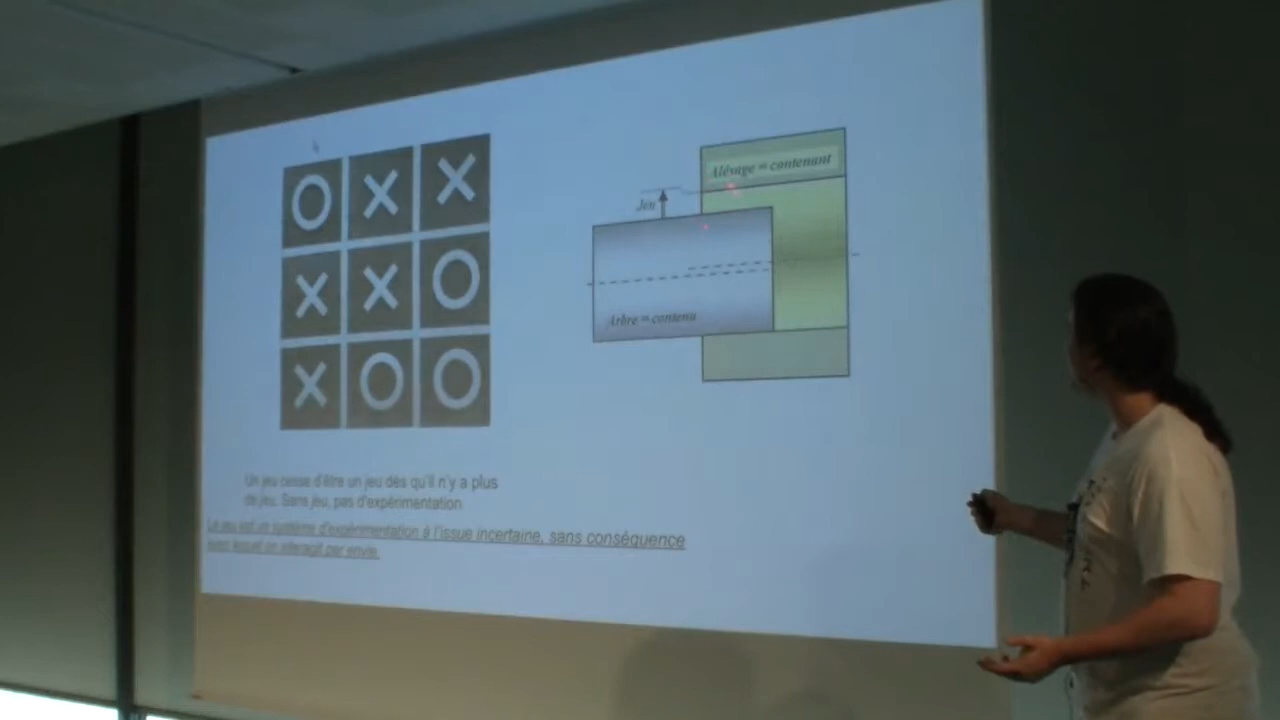 O X X
X X O
X O O
Alésage = contenant
Jeu
Arbre = contenu
Un jeu cesse d'être un jeu dès qu'il n'y a plus
de jeu. Sans jeu, pas d'expérimentation
Le jeu est un système d'expérimentation à l'issue incertaine, sans conséquence
avec lequel on interagit par envie.